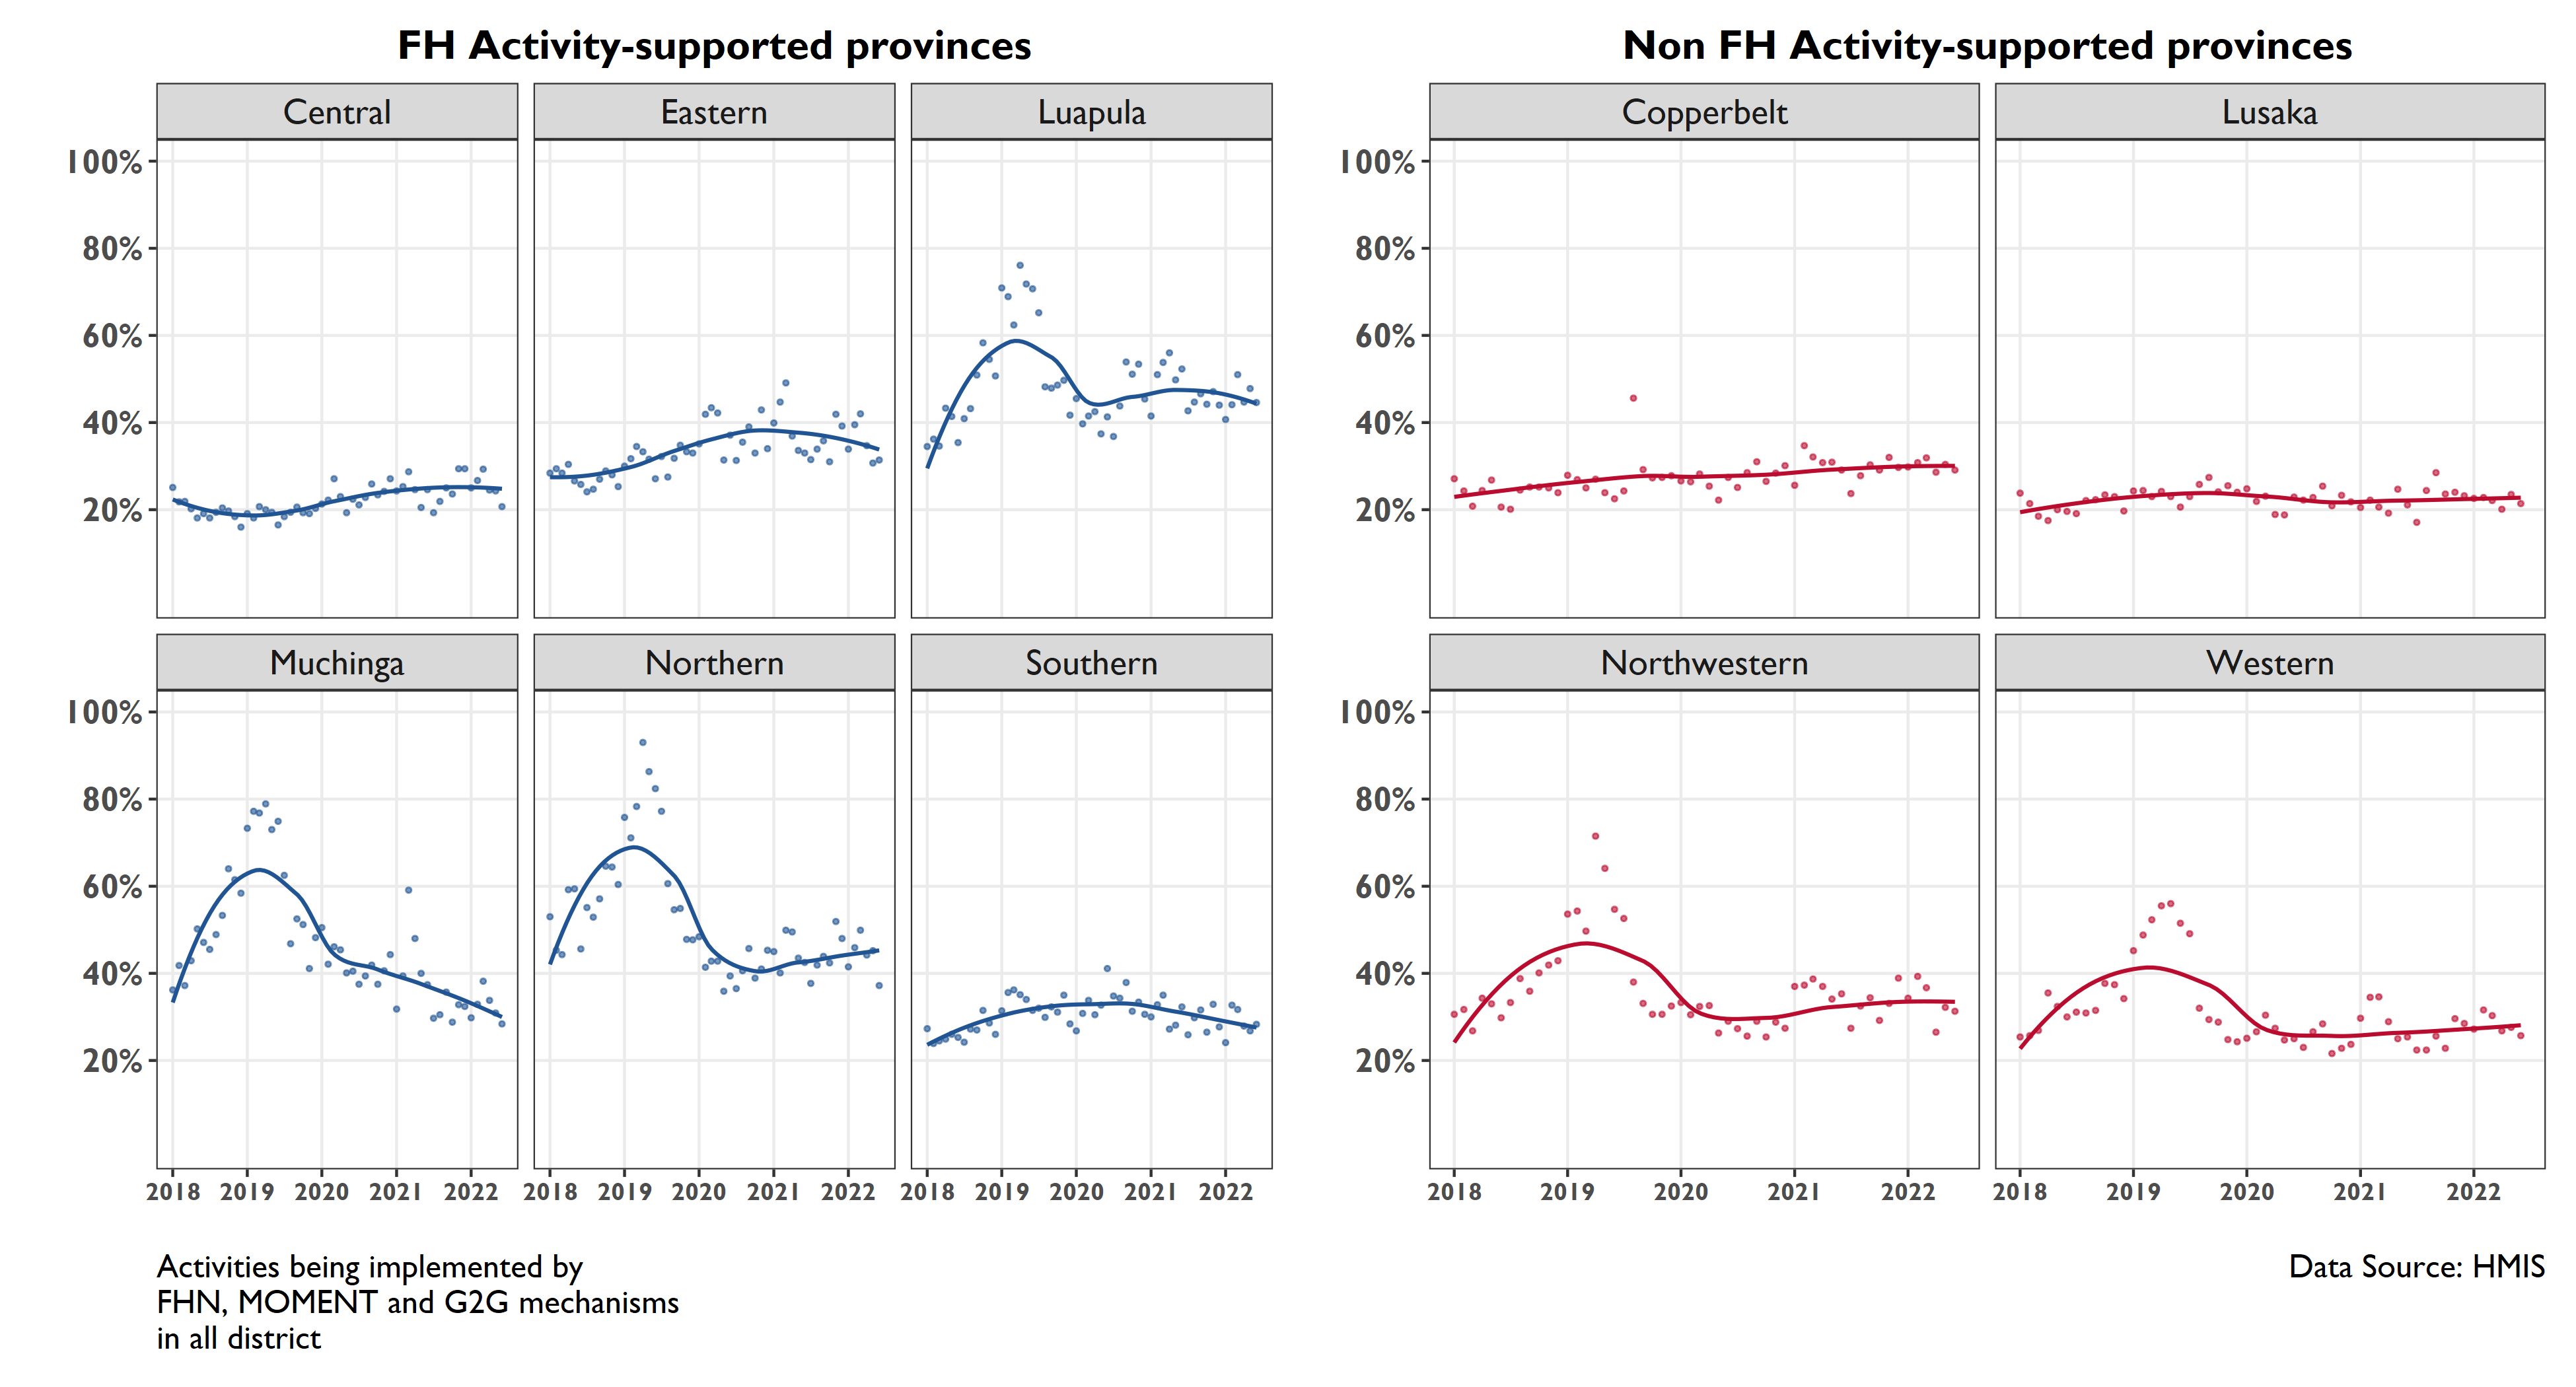 FH Activity-supported provinces
Non FH Activity-supported provinces
Central
Eastern
Luapula
Copperbelt
Lusaka
100%
80%
60%
40%
20%
100%
80%
60%
40%
20%
Muchinga
Northern
Southern
Northwestern
Western
100%
80%
60%
40%
20%
100%
80%
60%
40%
20%
2018 2019 2020 2021 2022
2018 2019 2020 2021 2022
2018 2019 2020 2021 2022
2018 2019 2020 2021 2022
2018 2019 2020 2021 2022
Activities being implemented by
FHN, MOMENT and G2G mechanisms
in all district
Data Source: HMIS